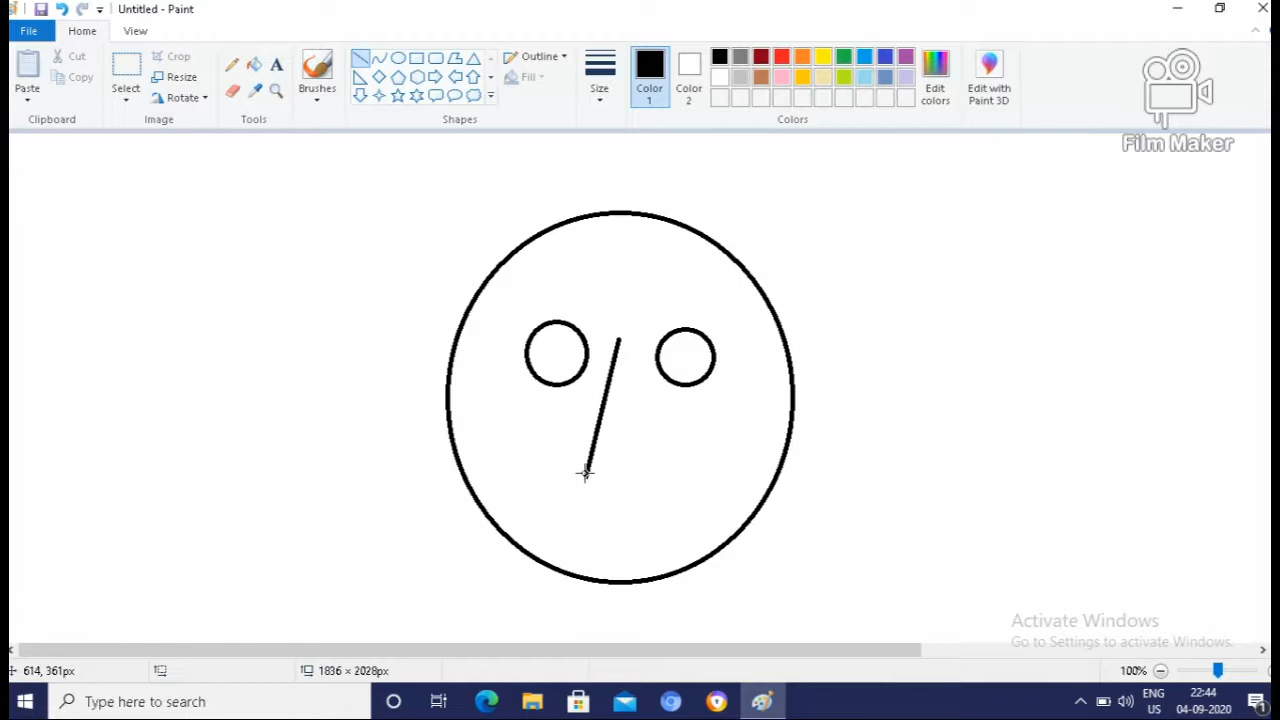 Untitled - Paint
File
Home
View
Paste
Cut
Copy
Clipboard
Select
Crop
Resize
Rotate
Image
Tools
Brushes
Shapes
Outline
Fill
Size
Color 1
Color 2
Colors
Edit colors
Edit with Paint 3D
Film Maker
Activate Windows
Go to Settings to activate Windows.
614, 361px
1836 × 2028px
100%
Type here to search
ENG
US
22:44
04-09-2020
1